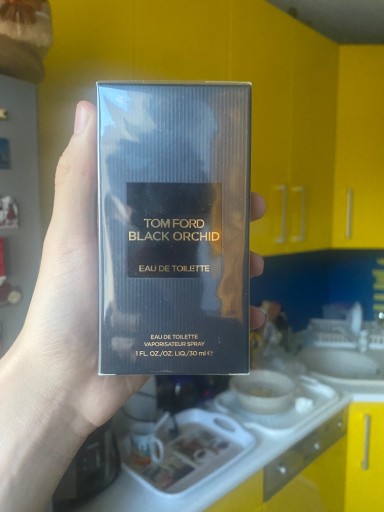 TOM FORD
BLACK ORCHID
EAU DE TOILETTE
EAU DE TOILETTE
VAPORISATEUR SPRAY
1 FL. OZ./OZ. LIQ./30 ml ℮